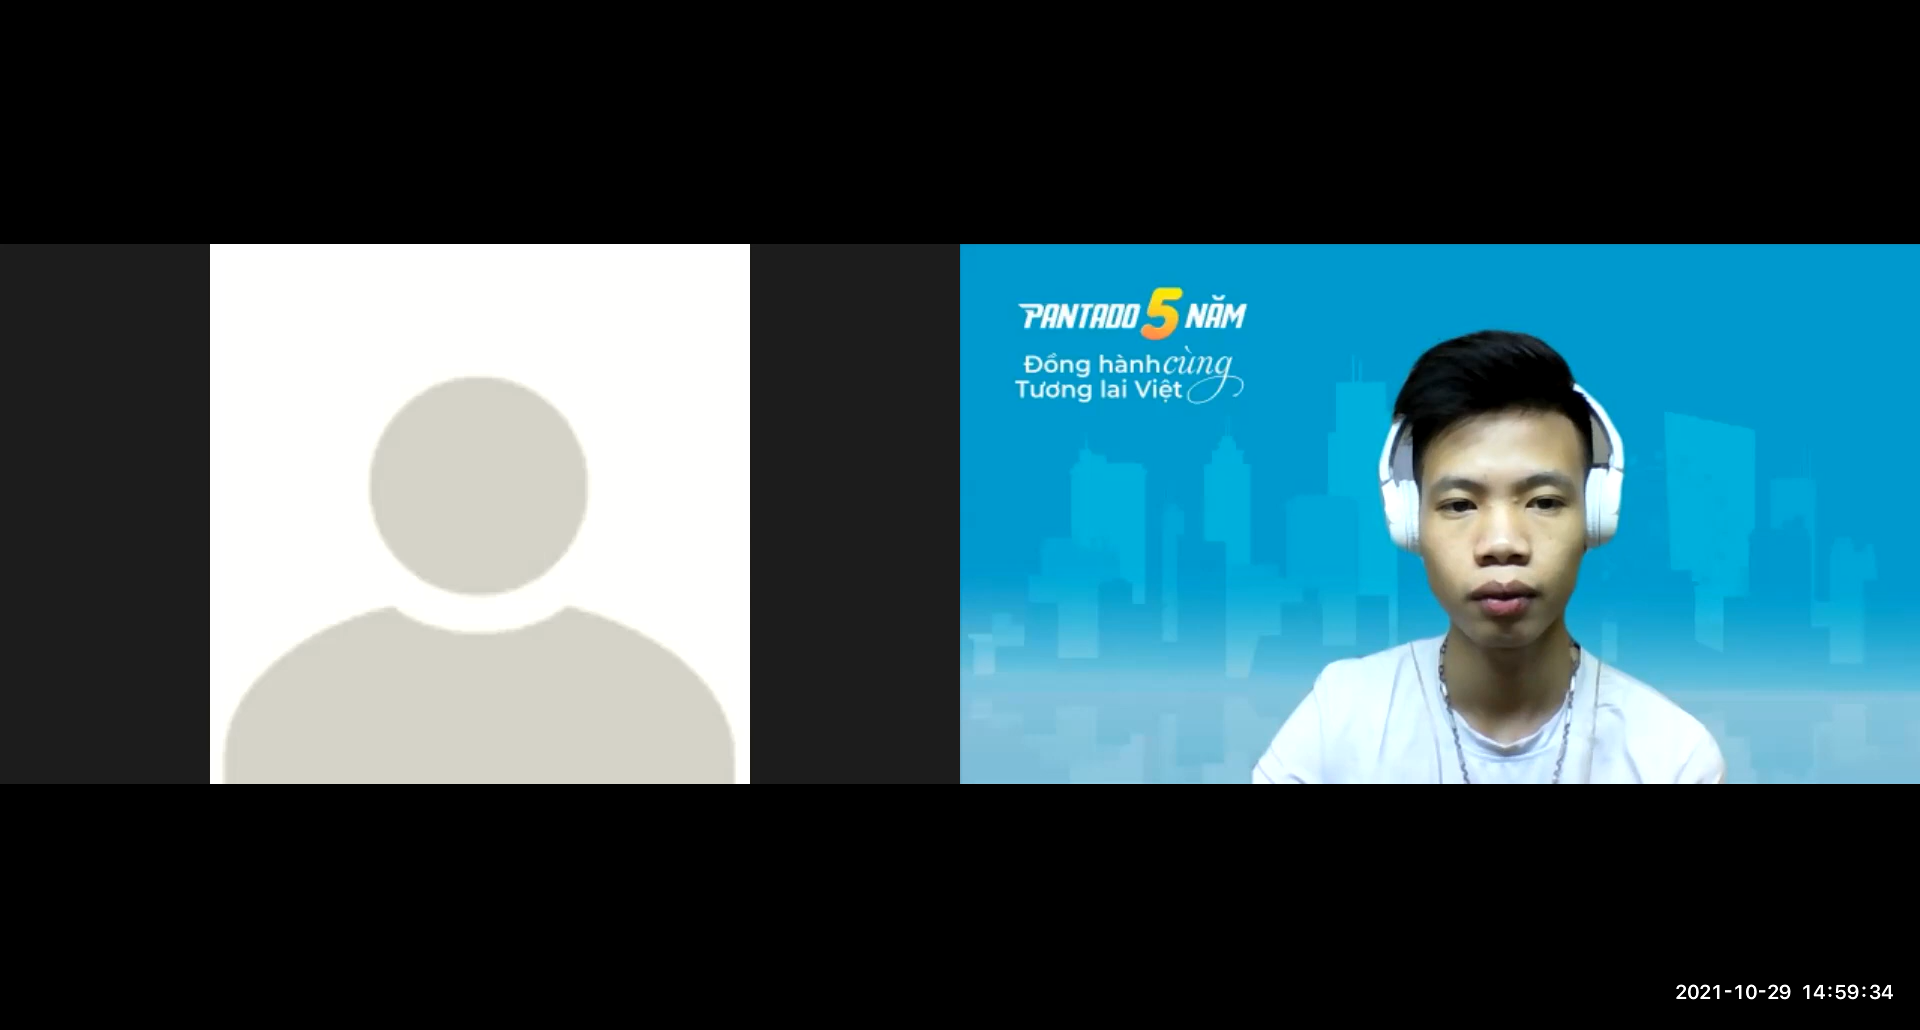 PANTADO 5 NĂM
Đồng hành cùng
Tương lai Việt
2021-10-29 14:59:34